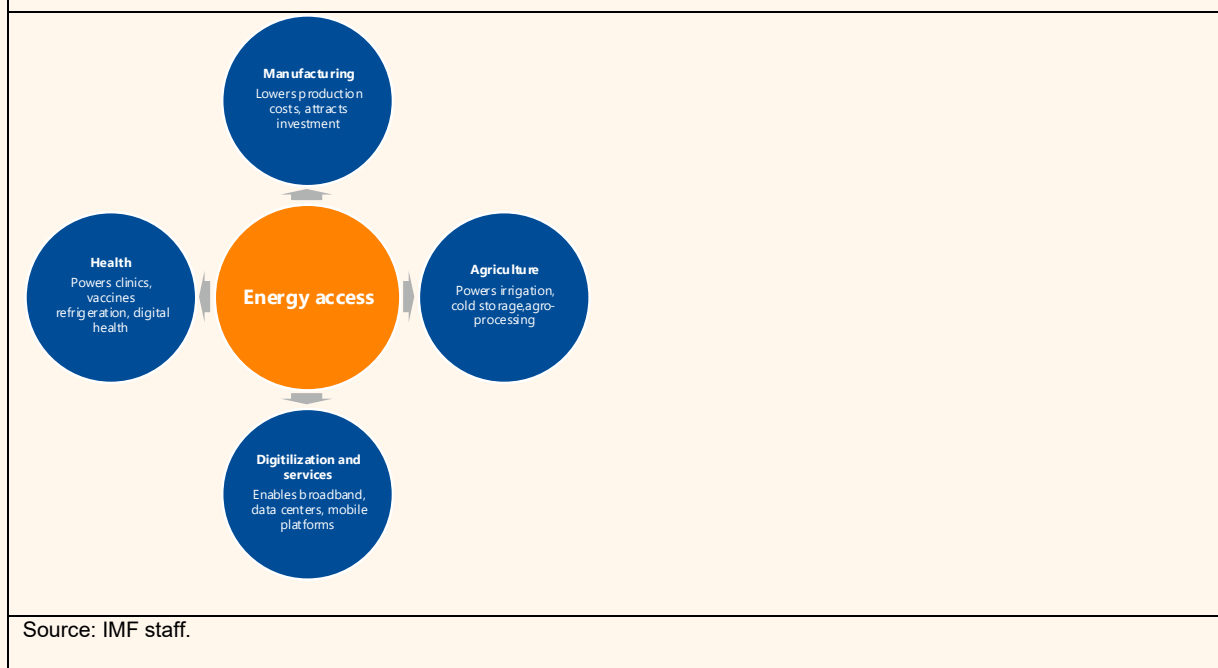 Manufacturing
Lowers production
costs, attracts
investment
Health
Powers clinics,
vaccines
refrigeration, digital
health
Energy access
Agriculture
Powers irrigation,
cold storage,agro-
processing
Digitilization and
services
Enables broadband,
data centers, mobile
platforms
Source: IMF staff.